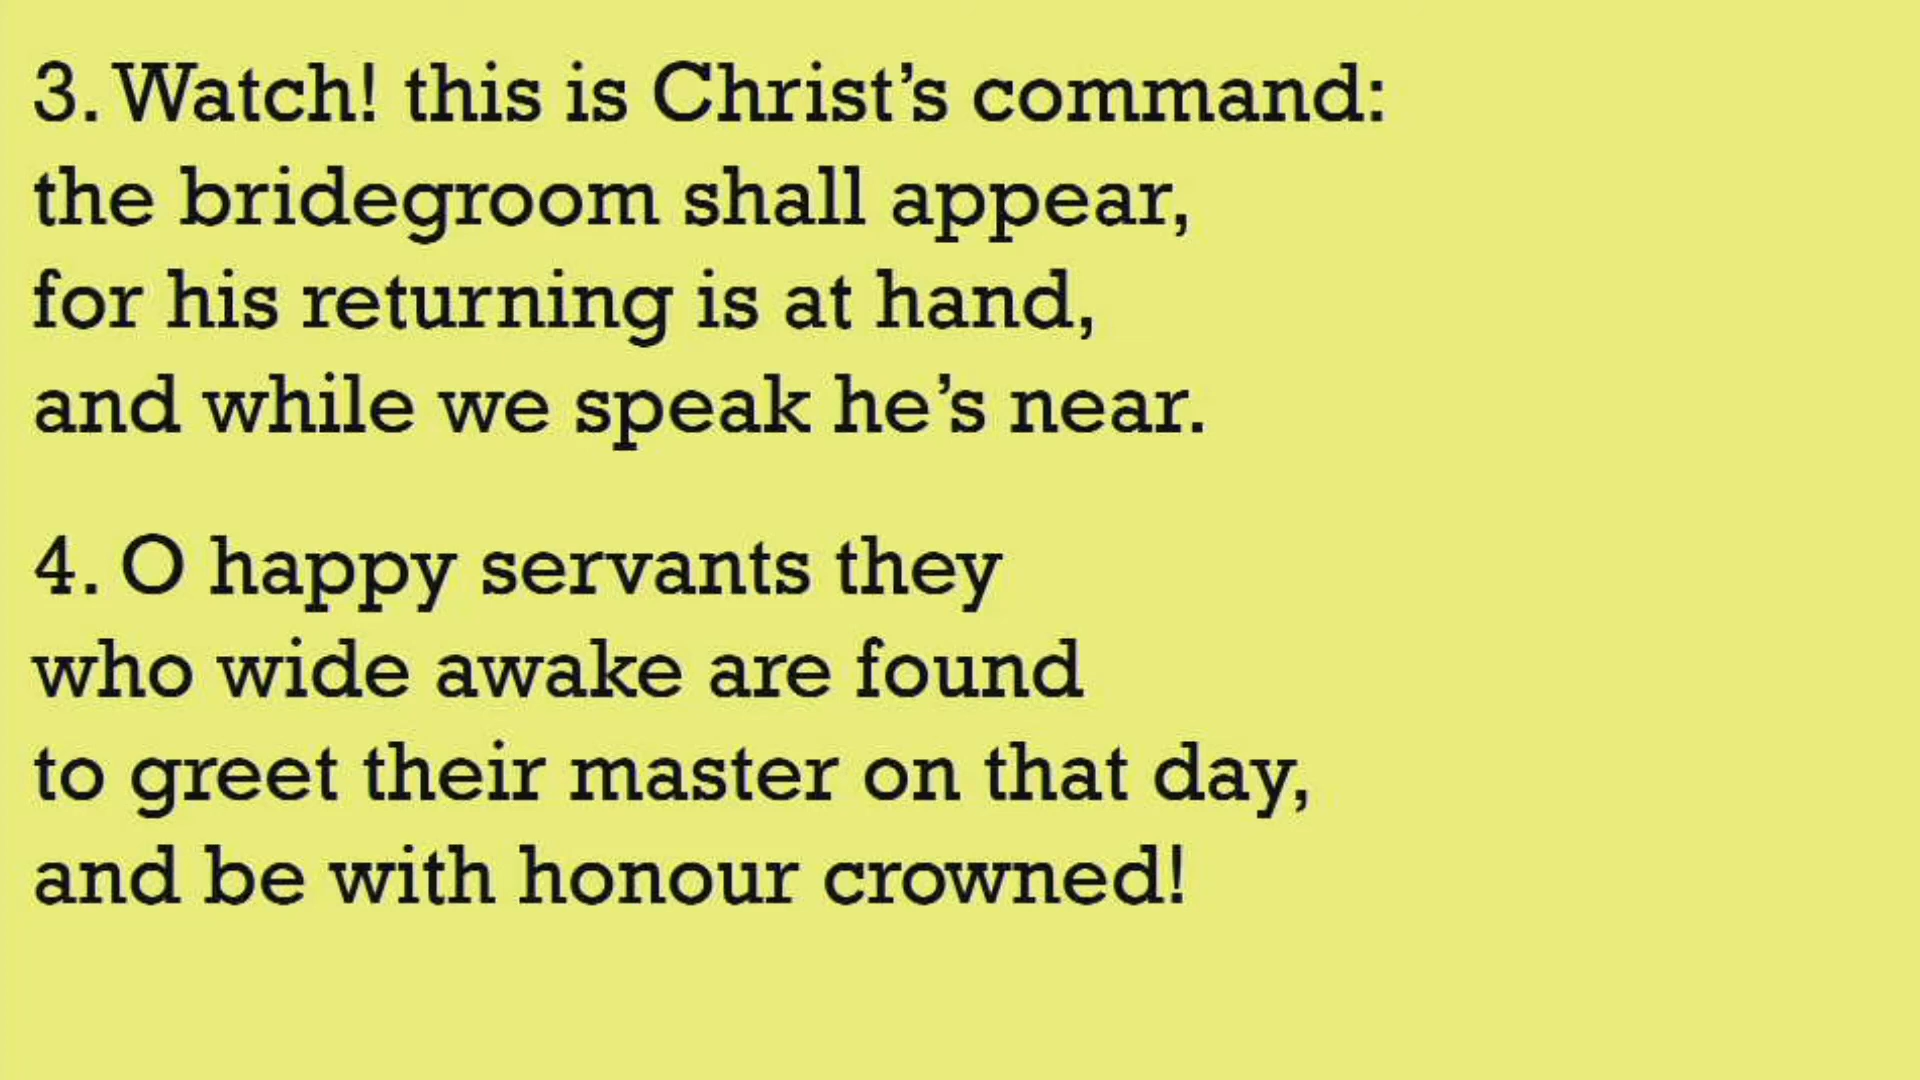 3. Watch! this is Christ’s command:
the bridegroom shall appear,
for his returning is at hand,
and while we speak he’s near.
4. O happy servants they
who wide awake are found
to greet their master on that day,
and be with honour crowned!